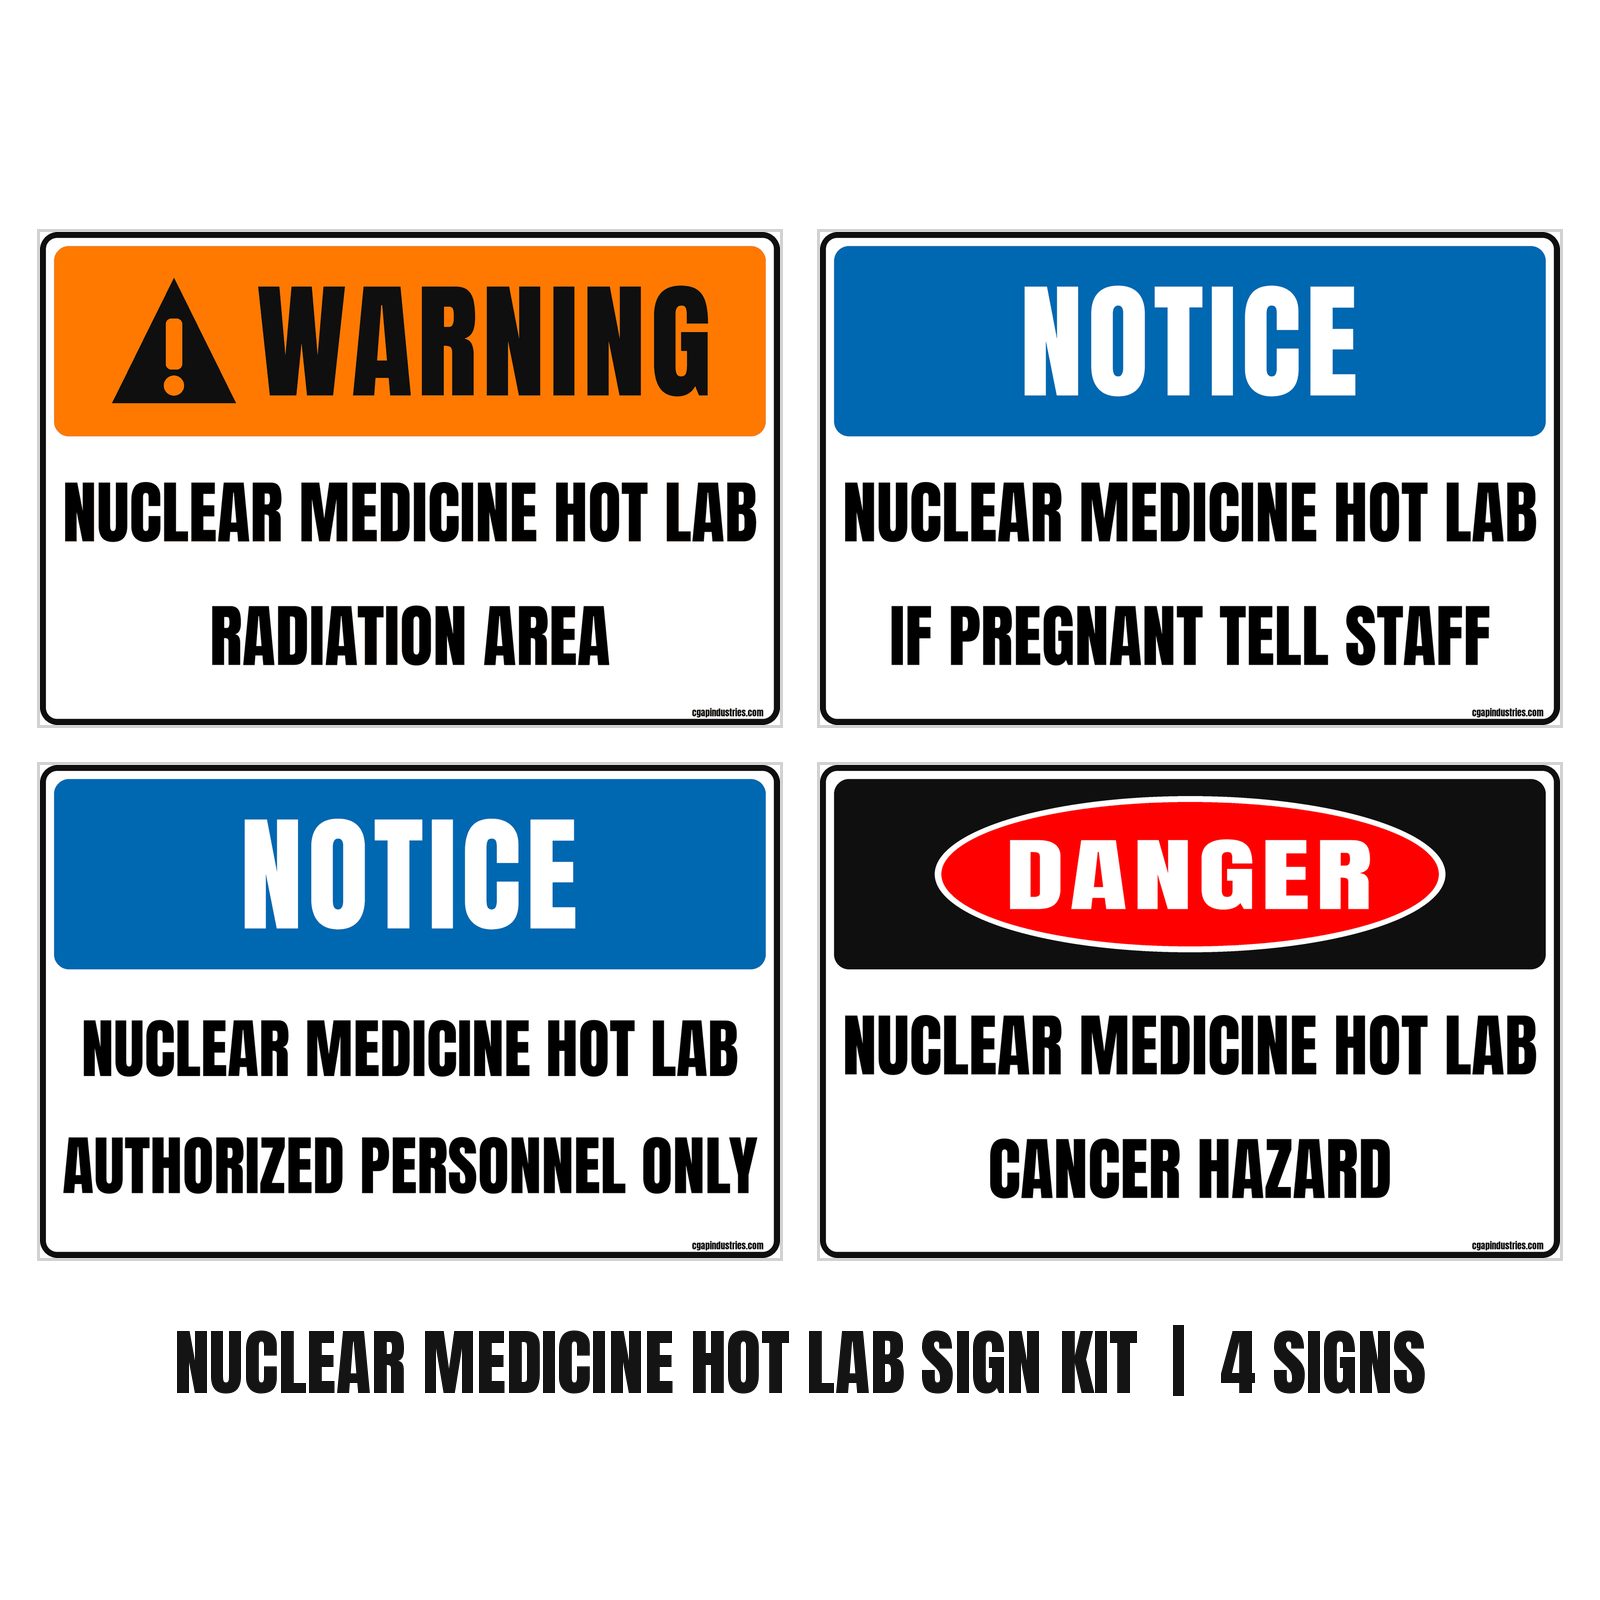 WARNING
NUCLEAR MEDICINE HOT LAB
RADIATION AREA
cgapindustries.com
NOTICE
NUCLEAR MEDICINE HOT LAB
IF PREGNANT TELL STAFF
cgapindustries.com
NOTICE
NUCLEAR MEDICINE HOT LAB
AUTHORIZED PERSONNEL ONLY
cgapindustries.com
DANGER
NUCLEAR MEDICINE HOT LAB
CANCER HAZARD
cgapindustries.com
NUCLEAR MEDICINE HOT LAB SIGN KIT | 4 SIGNS